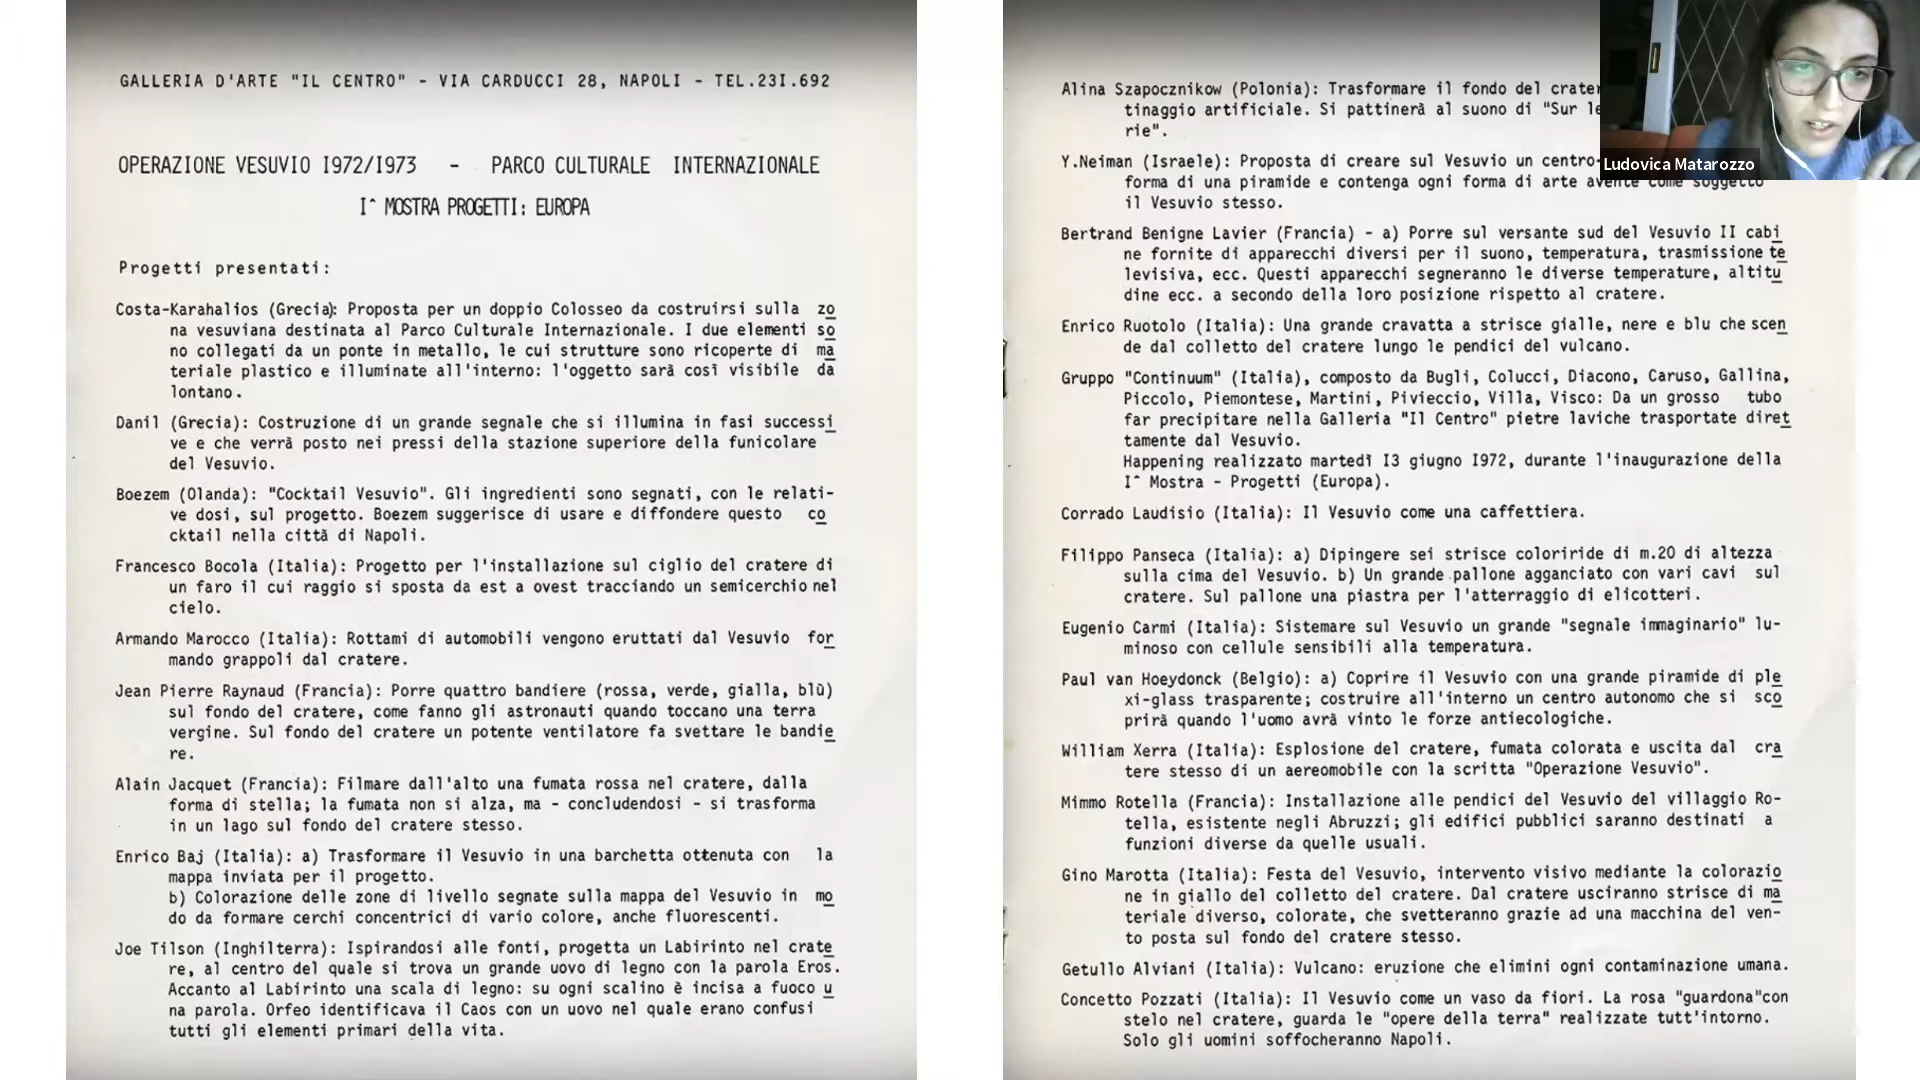 GALLERIA D'ARTE "IL CENTRO" - VIA CARDUCCI 28, NAPOLI - TEL.23I.692
OPERAZIONE VESUVIO I972/I973 - PARCO CULTURALE INTERNAZIONALE
I^ MOSTRA PROGETTI: EUROPA
Progetti presentati:
Costa-Karahalios (Grecia): Proposta per un doppio Colosseo da costruirsi sulla zo
na vesuviana destinata al Parco Culturale Internazionale. I due elementi so
no collegati da un ponte in metallo, le cui strutture sono ricoperte di ma
teriale plastico e illuminate all'interno: l'oggetto sarà così visibile da
lontano.
Danil (Grecia): Costruzione di un grande segnale che si illumina in fasi successi
ve e che verrà posto nei pressi della stazione superiore della funicolare
del Vesuvio.
Boezem (Olanda): "Cocktail Vesuvio". Gli ingredienti sono segnati, con le relati-
ve dosi, sul progetto. Boezem suggerisce di usare e diffondere questo co
cktail nella città di Napoli.
Francesco Bocola (Italia): Progetto per l'installazione sul ciglio del cratere di
un faro il cui raggio si sposta da est a ovest tracciando un semicerchio nel
cielo.
Armando Marocco (Italia): Rottami di automobili vengono eruttati dal Vesuvio for
mando grappoli dal cratere.
Jean Pierre Raynaud (Francia): Porre quattro bandiere (rossa, verde, gialla, blù)
sul fondo del cratere, come fanno gli astronauti quando toccano una terra
vergine. Sul fondo del cratere un potente ventilatore fa svettare le bandie
re.
Alain Jacquet (Francia): Filmare dall'alto una fumata rossa nel cratere, dalla
forma di stella; la fumata non si alza, ma - concludendosi - si trasforma
in un lago sul fondo del cratere stesso.
Enrico Baj (Italia): a) Trasformare il Vesuvio in una barchetta ottenuta con la
mappa inviata per il progetto.
b) Colorazione delle zone di livello segnate sulla mappa del Vesuvio in mo
do da formare cerchi concentrici di vario colore, anche fluorescenti.
Joe Tilson (Inghilterra): Ispirandosi alle fonti, progetta un Labirinto nel crate
re, al centro del quale si trova un grande uovo di legno con la parola Eros.
Accanto al Labirinto una scala di legno: su ogni scalino è incisa a fuoco u
na parola. Orfeo identificava il Caos con un uovo nel quale erano confusi
tutti gli elementi primari della vita.
Alina Szapocznikow (Polonia): Trasformare il fondo del crater
tinaggio artificiale. Si pattinerà al suono di "Sur le
rie".
Y.Neiman (Israele): Proposta di creare sul Vesuvio un centro-
forma di una piramide e contenga ogni forma di arte avente come soggetto
il Vesuvio stesso.
Bertrand Benigne Lavier (Francia) - a) Porre sul versante sud del Vesuvio II cabi
ne fornite di apparecchi diversi per il suono, temperatura, trasmissione te
levisiva, ecc. Questi apparecchi segneranno le diverse temperature, altitu
dine ecc. a secondo della loro posizione rispetto al cratere.
Enrico Ruotolo (Italia): Una grande cravatta a strisce gialle, nere e blu che scen
de dal colletto del cratere lungo le pendici del vulcano.
Gruppo "Continuum" (Italia), composto da Bugli, Colucci, Diacono, Caruso, Gallina,
Piccolo, Piemontese, Martini, Pivieccio, Villa, Visco: Da un grosso tubo
far precipitare nella Galleria "Il Centro" pietre laviche trasportate diret
tamente dal Vesuvio.
Happening realizzato martedì I3 giugno I972, durante l'inaugurazione della
I^ Mostra - Progetti (Europa).
Corrado Laudisio (Italia): Il Vesuvio come una caffettiera.
Filippo Panseca (Italia): a) Dipingere sei strisce coloriride di m.20 di altezza
sulla cima del Vesuvio. b) Un grande pallone agganciato con vari cavi sul
cratere. Sul pallone una piastra per l'atterraggio di elicotteri.
Eugenio Carmi (Italia): Sistemare sul Vesuvio un grande "segnale immaginario" lu-
minoso con cellule sensibili alla temperatura.
Paul van Hoeydonck (Belgio): a) Coprire il Vesuvio con una grande piramide di ple
xi-glass trasparente; costruire all'interno un centro autonomo che si sco
prirà quando l'uomo avrà vinto le forze antiecologiche.
William Xerra (Italia): Esplosione del cratere, fumata colorata e uscita dal cra
tere stesso di un aereomobile con la scritta "Operazione Vesuvio".
Mimmo Rotella (Francia): Installazione alle pendici del Vesuvio del villaggio Ro-
tella, esistente negli Abruzzi; gli edifici pubblici saranno destinati a
funzioni diverse da quelle usuali.
Gino Marotta (Italia): Festa del Vesuvio, intervento visivo mediante la colorazio
ne in giallo del colletto del cratere. Dal cratere usciranno strisce di ma
teriale diverso, colorate, che svetteranno grazie ad una macchina del ven-
to posta sul fondo del cratere stesso.
Getullo Alviani (Italia): Vulcano: eruzione che elimini ogni contaminazione umana.
Concetto Pozzati (Italia): Il Vesuvio come un vaso da fiori. La rosa "guardona"con
stelo nel cratere, guarda le "opere della terra" realizzate tutt'intorno.
Solo gli uomini soffocheranno Napoli.
Ludovica Matarozzo